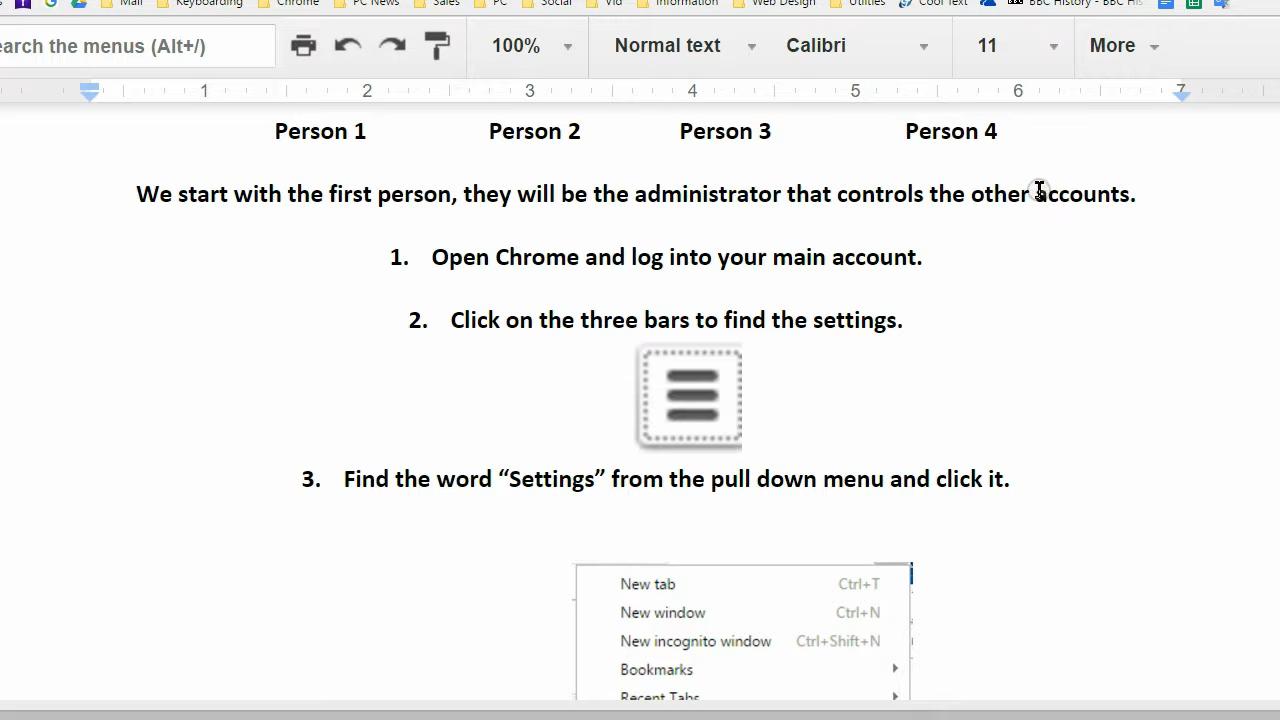 Mail Keyboarding Chrome PC News Sales PC Social Vid Information Web Design Utilities Cool Text BBC History - BBC His
earch the menus (Alt+/) 100% Normal text Calibri 11 More
1 2 3 4 5 6 7
Person 1 Person 2 Person 3 Person 4
We start with the first person, they will be the administrator that controls the other accounts.
1. Open Chrome and log into your main account.
2. Click on the three bars to find the settings.
3. Find the word “Settings” from the pull down menu and click it.
New tab Ctrl+T
New window Ctrl+N
New incognito window Ctrl+Shift+N
Bookmarks
Recent Tabs